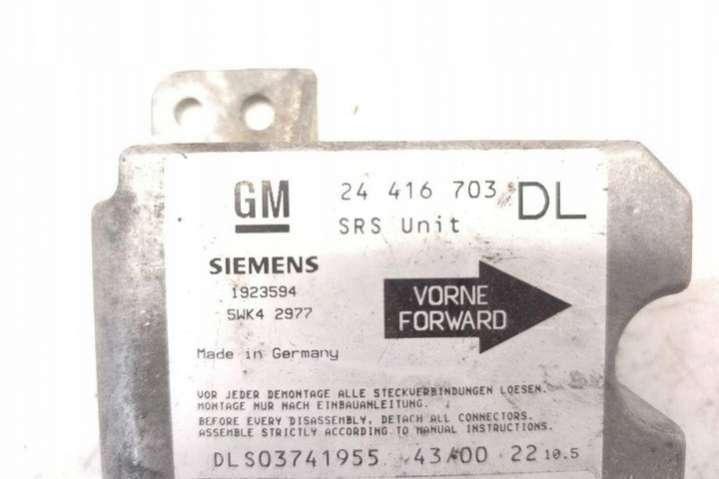 GM 24 416 703 DL
SRS Unit
SIEMENS
1923594
5WK4 2977
VORNE
FORWARD
Made in Germany
VOR JEDER DEMONTAGE ALLE STECKVERBINDUNGEN LOESEN.
MONTAGE NUR NACH EINBAUANLEITUNG.
BEFORE EVERY DISASSEMBLY, DETACH ALL CONNECTORS.
ASSEMBLE STRICTLY ACCORDING TO MANUAL INSTRUCTIONS.
DLS03741955 43A00 22 10.5